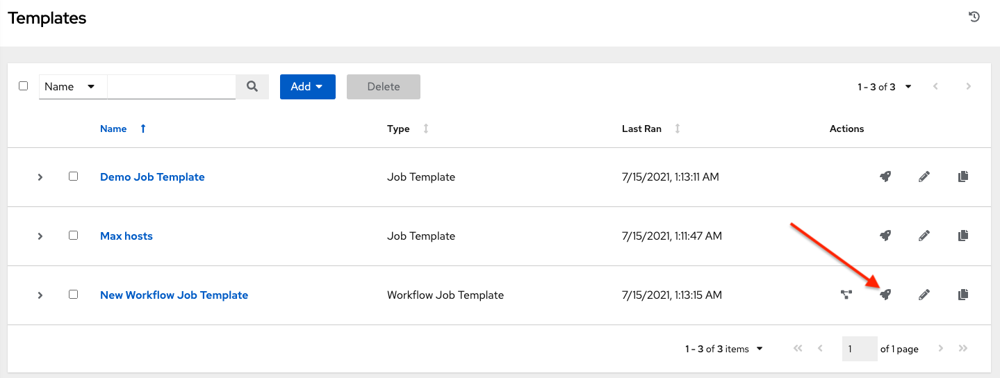 Templates
Name Add Delete 1 - 3 of 3
Name Type Last Ran Actions
Demo Job Template Job Template 7/15/2021, 1:13:11 AM
Max hosts Job Template 7/15/2021, 1:11:47 AM
New Workflow Job Template Workflow Job Template 7/15/2021, 1:13:15 AM
1 - 3 of 3 items 1 of 1 page